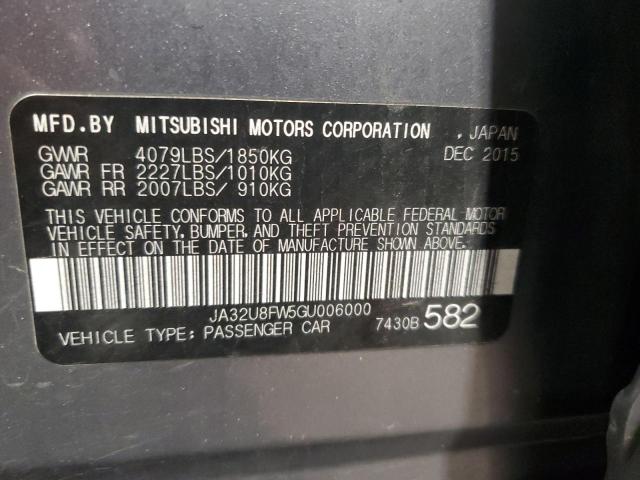 MFD.BY MITSUBISHI MOTORS CORPORATION , JAPAN
GVWR 4079LBS/1850KG DEC 2015
GAWR FR 2227LBS/1010KG
GAWR RR 2007LBS/ 910KG
THIS VEHICLE CONFORMS TO ALL APPLICABLE FEDERAL MOTOR
VEHICLE SAFETY, BUMPER, AND THEFT PREVENTION STANDARDS
IN EFFECT ON THE DATE OF MANUFACTURE SHOWN ABOVE.
JA32U8FW5GU006000
VEHICLE TYPE: PASSENGER CAR 7430B 582